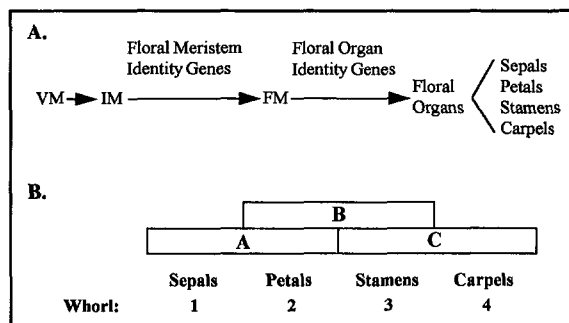 A.
Floral Meristem Identity Genes
Floral Organ Identity Genes
VM IM FM Floral Organs
Sepals
Petals
Stamens
Carpels
B.
B
A C
Sepals Petals Stamens Carpels
Whorl: 1 2 3 4